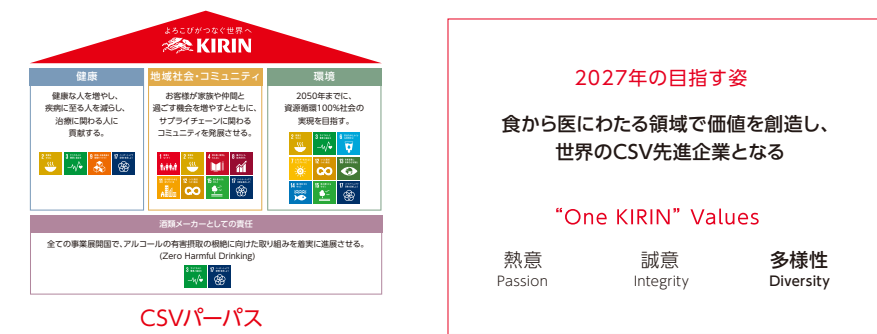 よろこびがつなぐ世界へ
KIRIN
健康
健康な人を増やし、
疾病に至る人を減らし、
治療に関わる人に
貢献する。
地域社会・コミュニティ
お客様が家族や仲間と
過ごす機会を増やすとともに、
サプライチェーンに関わる
コミュニティを発展させる。
環境
2050年までに、
資源循環100%社会の
実現を目指す。
酒類メーカーとしての責任
全ての事業展開国で、アルコールの有害摂取の根絶に向けた取り組みを着実に進展させる。
(Zero Harmful Drinking)
CSVパーパス
2027年の目指す姿
食から医にわたる領域で価値を創造し、
世界のCSV先進企業となる
“One KIRIN” Values
熱意 誠意 多様性
Passion Integrity Diversity